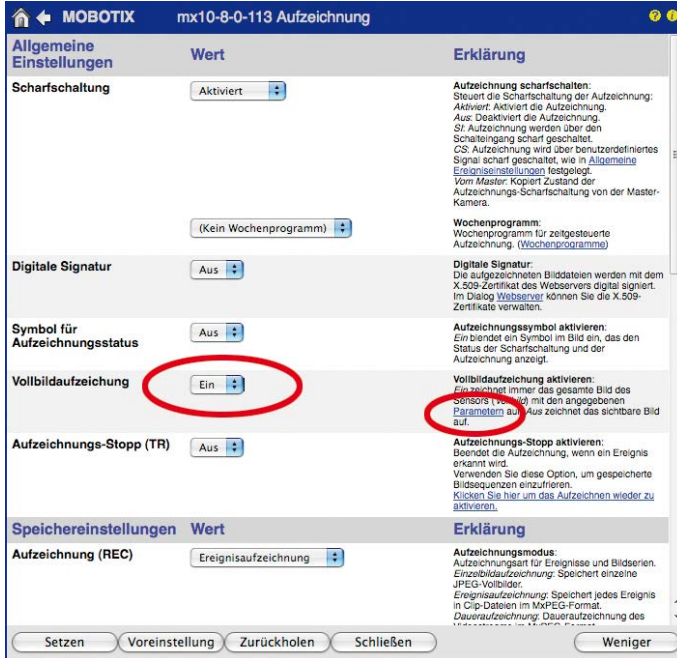 MOBOTIX mx10-8-0-113 Aufzeichnung
Allgemeine Einstellungen Wert Erklärung
Scharfschaltung Aktiviert
Aufzeichnung scharfschalten:
Steuert die Scharfschaltung der Aufzeichnung:
Aktiviert: Aktiviert die Aufzeichnung.
Aus: Deaktiviert die Aufzeichnung.
SI: Aufzeichnung werden über den
Schalteingang scharf geschaltet.
CS: Aufzeichnung wird über benutzerdefiniertes
Signal scharf geschaltet, wie in Allgemeine
Ereigniseinstellungen festgelegt.
Vom Master: Kopiert Zustand der
Aufzeichnungs-Scharfschaltung von der Master-
Kamera.
(Kein Wochenprogramm)
Wochenprogramm:
Wochenprogramm für zeitgesteuerte
Aufzeichnung. (Wochenprogramme)
Digitale Signatur Aus
Digitale Signatur:
Die aufgezeichneten Bilddateien werden mit dem
X.509-Zertifikat des Webservers digital signiert.
Im Dialog Webserver können Sie die X.509-
Zertifikate verwalten.
Symbol für
Aufzeichnungsstatus Aus
Aufzeichnungssymbol aktivieren:
Ein blendet ein Symbol im Bild ein, das den
Status der Scharfschaltung und der
Aufzeichnung anzeigt.
Vollbildaufzeichung Ein
Vollbildaufzeichung aktivieren:
Ein zeichnet immer das gesamte Bild des
Sensors (Vollbild) mit den angegebenen
Parametern auf. Aus zeichnet das sichtbare Bild
auf.
Aufzeichnungs-Stopp (TR) Aus
Aufzeichnungs-Stopp aktivieren:
Beendet die Aufzeichnung, wenn ein Ereignis
erkannt wird.
Verwenden Sie diese Option, um gespeicherte
Bildsequenzen einzufrieren.
Klicken Sie hier um das Aufzeichnen wieder zu
aktivieren.
Speichereinstellungen Wert Erklärung
Aufzeichnung (REC) Ereignisaufzeichnung
Aufzeichnungsmodus:
Aufzeichnungsart für Ereignisse und Bildserien.
Einzelbildaufzeichnung: Speichert einzelne
JPEG-Vollbilder.
Ereignisaufzeichnung: Speichert jedes Ereignis
in Clip-Dateien im MxPEG-Format.
Daueraufzeichnung: Daueraufzeichnung des
Setzen Voreinstellung Zurückholen Schließen Weniger